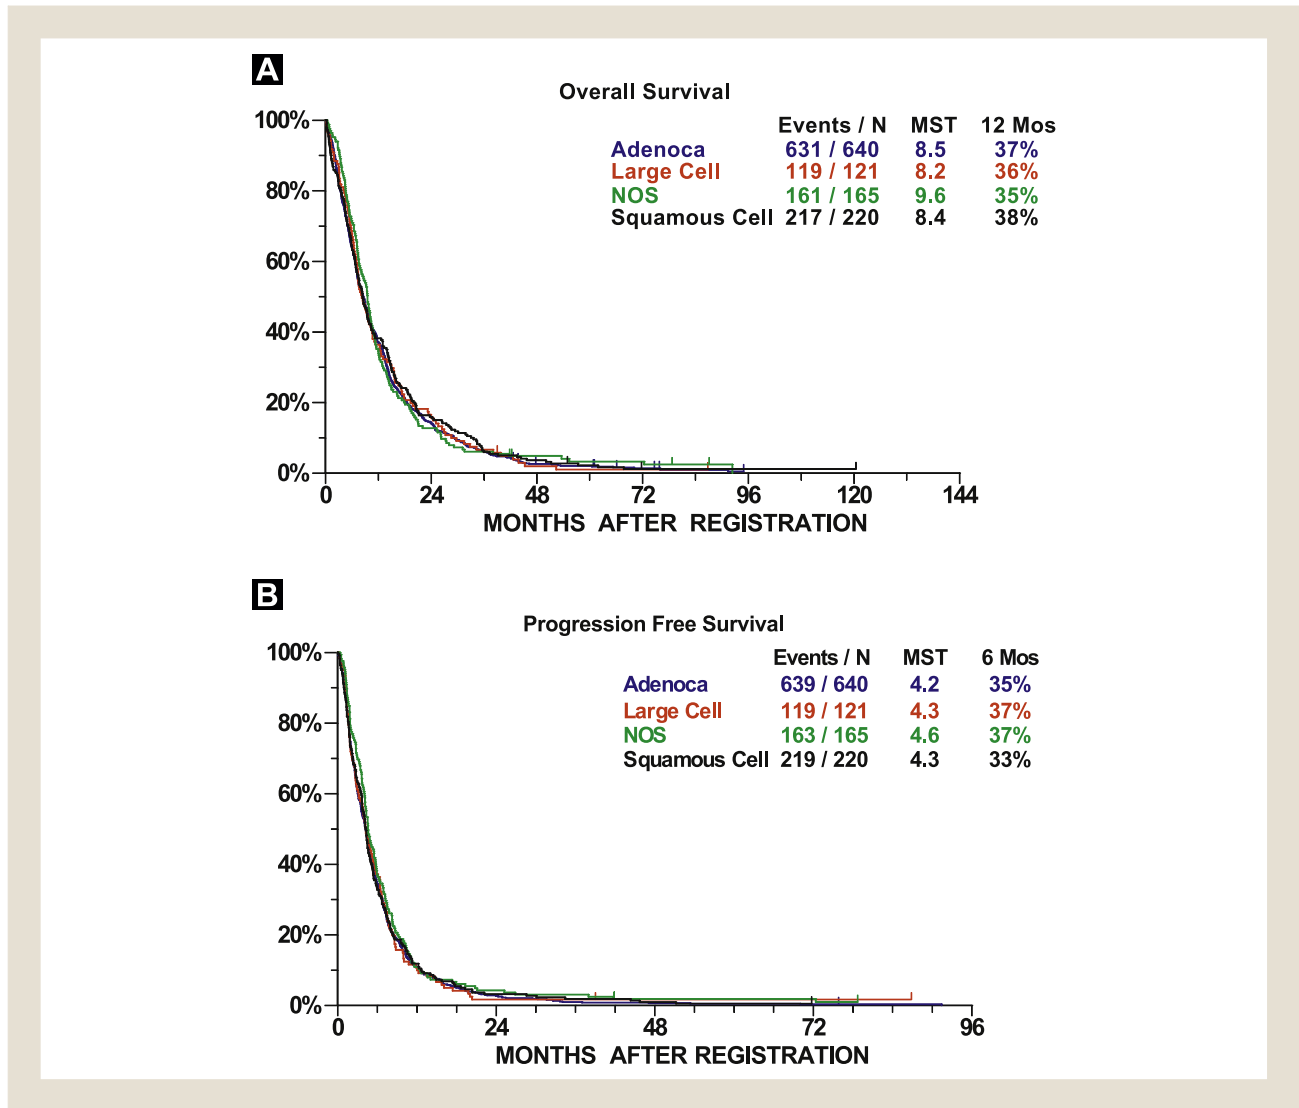 A
Overall Survival
Events / N MST 12 Mos
Adenoca 631 / 640 8.5 37%
Large Cell 119 / 121 8.2 36%
NOS 161 / 165 9.6 35%
Squamous Cell 217 / 220 8.4 38%
100%
80%
60%
40%
20%
0%
0 24 48 72 96 120 144
MONTHS AFTER REGISTRATION
B
Progression Free Survival
Events / N MST 6 Mos
Adenoca 639 / 640 4.2 35%
Large Cell 119 / 121 4.3 37%
NOS 163 / 165 4.6 37%
Squamous Cell 219 / 220 4.3 33%
100%
80%
60%
40%
20%
0%
0 24 48 72 96
MONTHS AFTER REGISTRATION